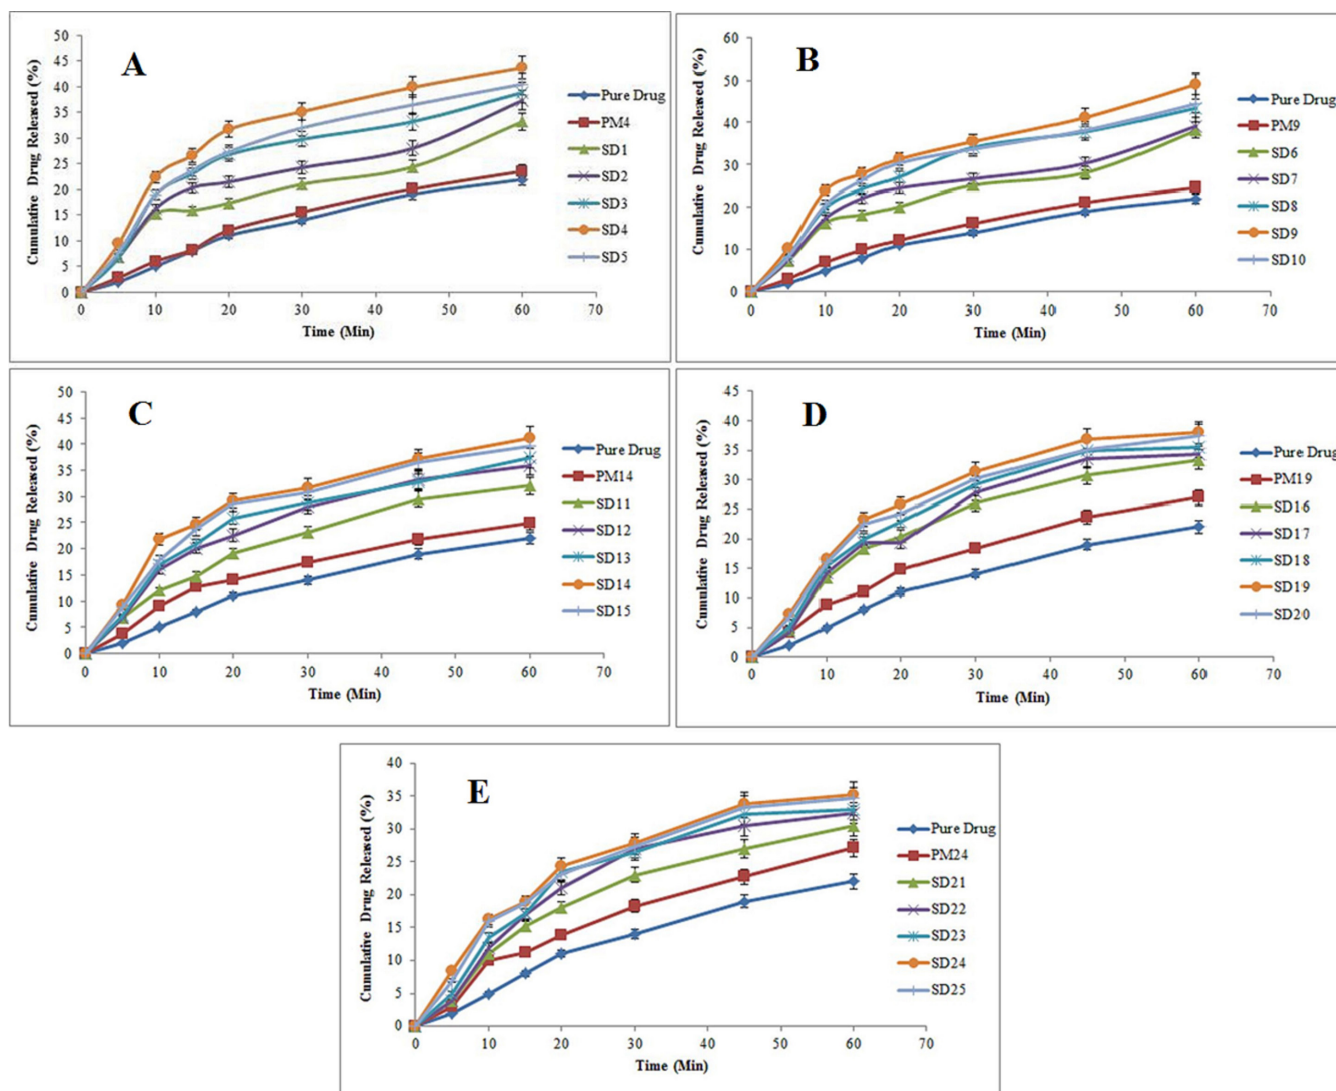 A
Cumulative Drug Released (%)
50
45
40
35
30
25
20
15
10
5
0
0 10 20 30 40 50 60 70
Time (Min)
Pure Drug
PM4
SD1
SD2
SD3
SD4
SD5
B
Cumulative Drug Released (%)
60
50
40
30
20
10
0
0 10 20 30 40 50 60 70
Time (Min)
Pure Drug
PM9
SD6
SD7
SD8
SD9
SD10
C
Cumulative Drug Released (%)
50
45
40
35
30
25
20
15
10
5
0
0 10 20 30 40 50 60 70
Time (Min)
Pure Drug
PM14
SD11
SD12
SD13
SD14
SD15
D
Cumulative Drug Released (%)
45
40
35
30
25
20
15
10
5
0
0 10 20 30 40 50 60 70
Time (Min)
Pure Drug
PM19
SD16
SD17
SD18
SD19
SD20
E
Cumulative Drug Released (%)
40
35
30
25
20
15
10
5
0
0 10 20 30 40 50 60 70
Time (Min)
Pure Drug
PM24
SD21
SD22
SD23
SD24
SD25